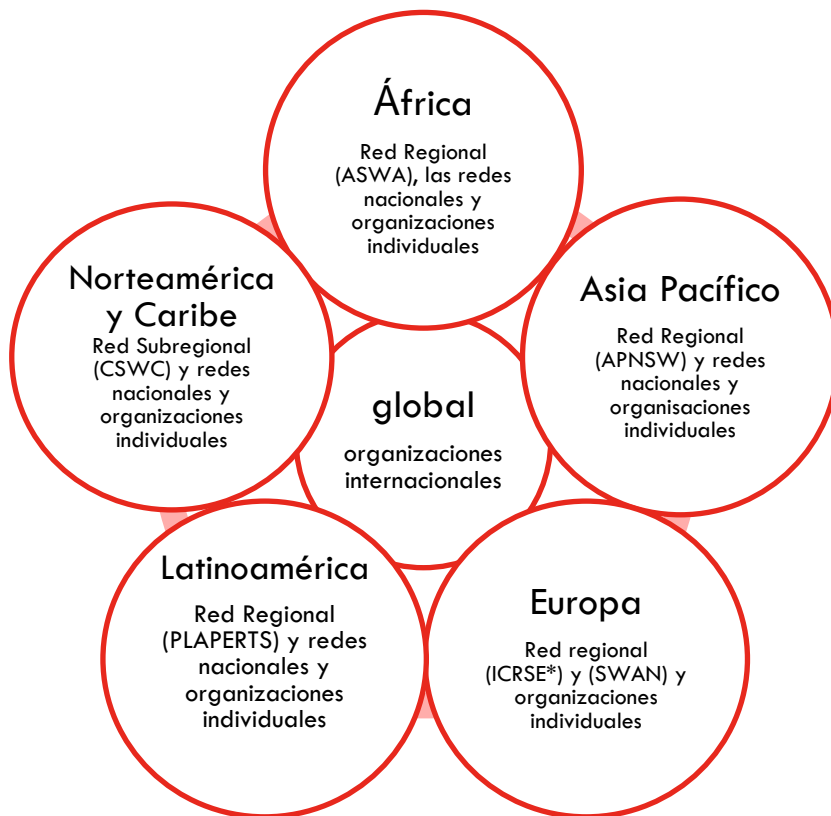 África
Red Regional
(ASWA), las redes
nacionales y
organizaciones
individuales
Norteamérica
y Caribe
Red Subregional
(CSWC) y redes
nacionales y
organizaciones
individuales
Asia Pacífico
Red Regional
(APNSW) y redes
nacionales y
organisaciones
individuales
global
organizaciones
internacionales
Latinoamérica
Red Regional
(PLAPERTS) y redes
nacionales y
organizaciones
individuales
Europa
Red regional
(ICRSE*) y (SWAN) y
organizaciones
individuales